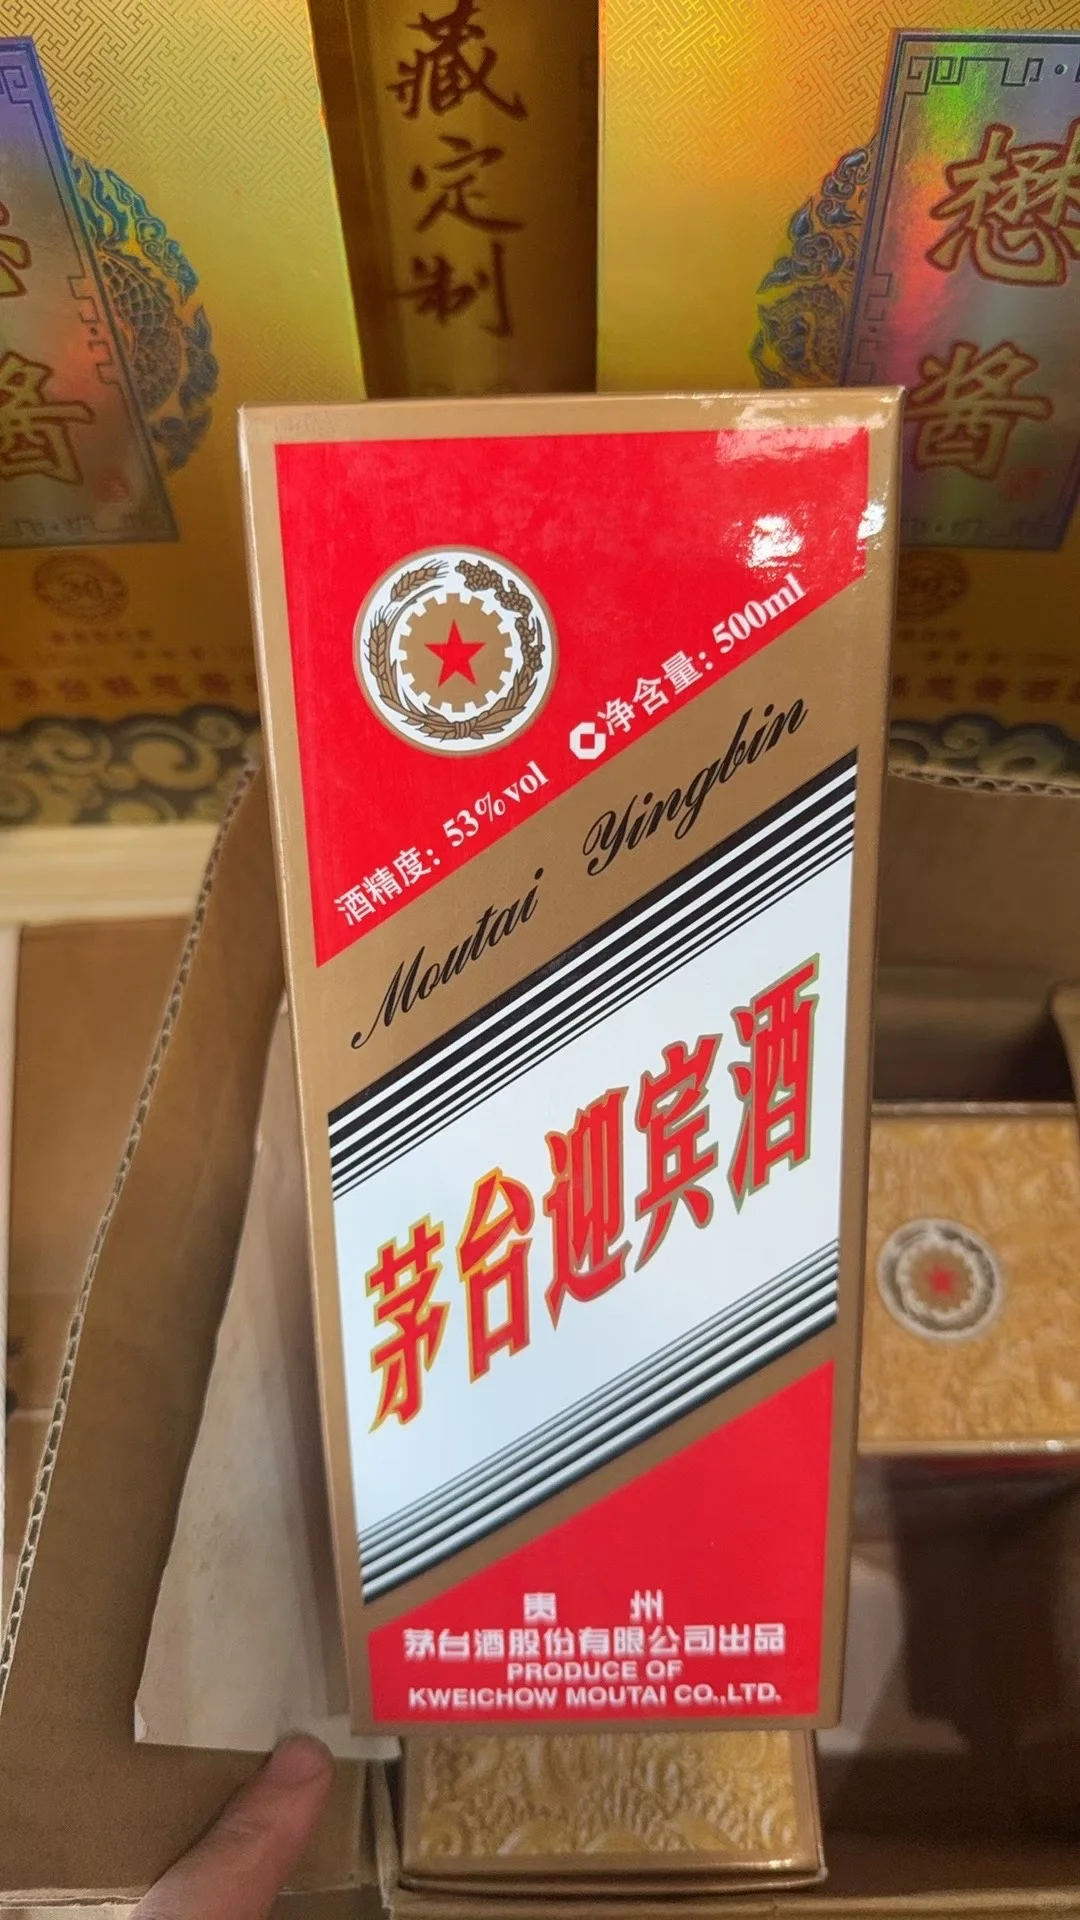 藏定制
懋
酱
酱
净含量：500ml
酒精度：53%vol
Moutai Yingbin
茅台迎宾酒
贵 州
茅台酒股份有限公司出品
PRODUCE OF
KWEICHOW MOUTAI CO.,LTD.